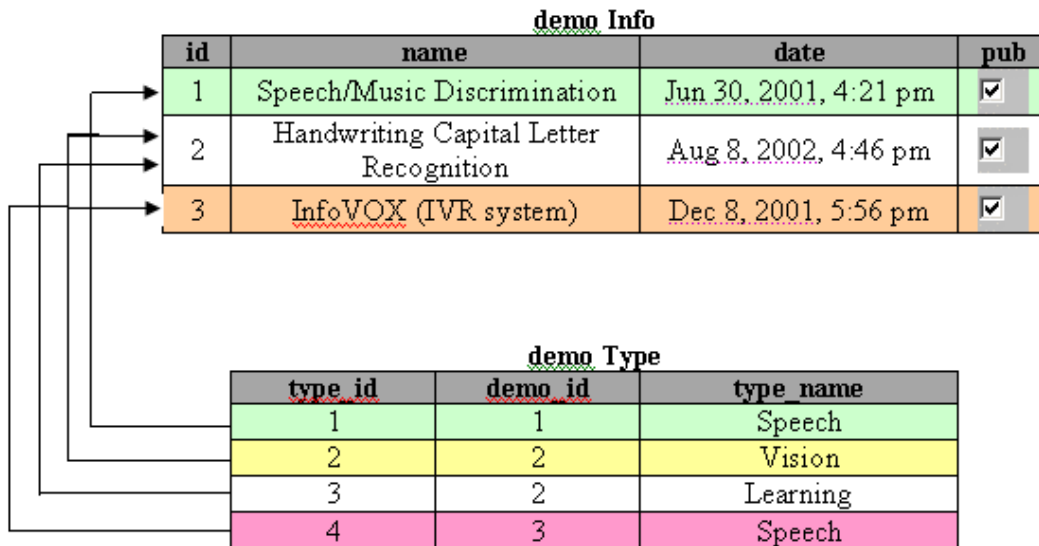 demo Info
id name date pub
1 Speech/Music Discrimination Jun 30, 2001, 4:21 pm
2 Handwriting Capital Letter Recognition Aug 8, 2002, 4:46 pm
3 InfoVOX (IVR system) Dec 8, 2001, 5:56 pm
demo Type
type_id demo_id type_name
1 1 Speech
2 2 Vision
3 2 Learning
4 3 Speech